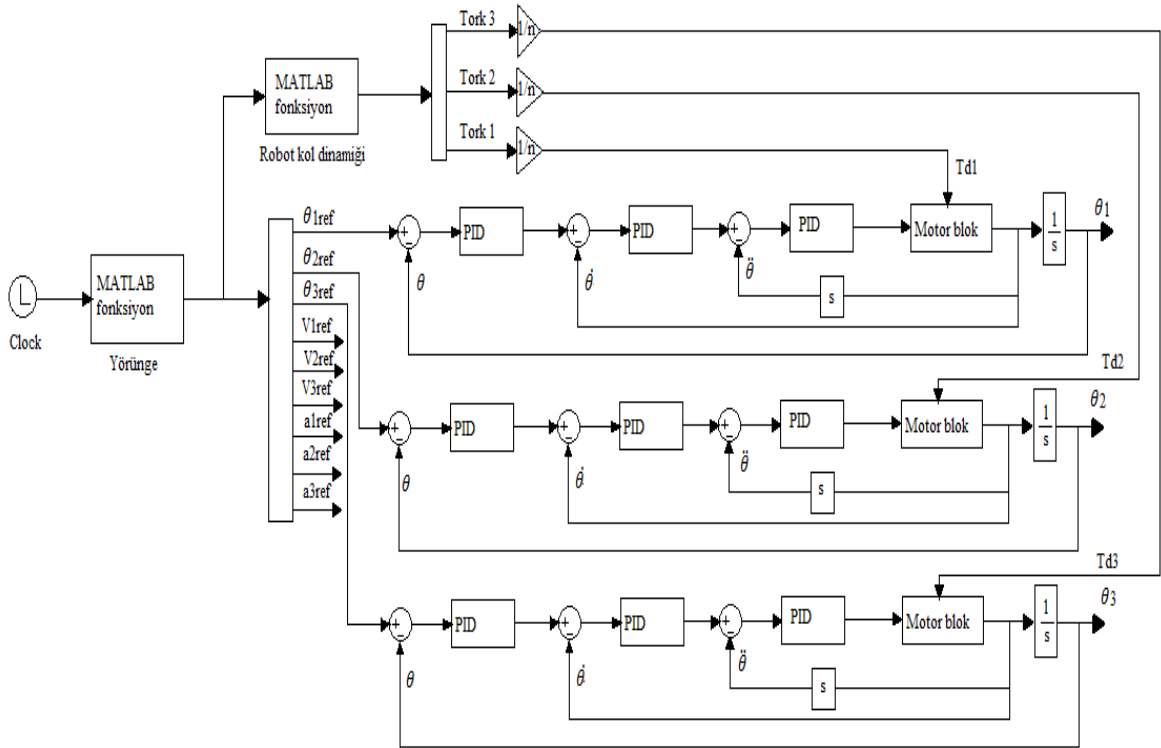 Tork 3
1/n
Tork 2
1/n
Tork 1
1/n
MATLAB
fonksiyon
Robot kol dinamiği
Td1
θ1ref
θ2ref
θ3ref
V1ref
V2ref
V3ref
a1ref
a2ref
a3ref
Clock
MATLAB
fonksiyon
Yörünge
+
−
PID
+
−
PID
+
−
PID
Motor blok
1
s
θ1
θ
θ̇
θ̈
s
Td2
+
−
PID
+
−
PID
+
−
PID
Motor blok
1
s
θ2
θ
θ̇
θ̈
s
Td3
+
−
PID
+
−
PID
+
−
PID
Motor blok
1
s
θ3
θ
θ̇
θ̈
s